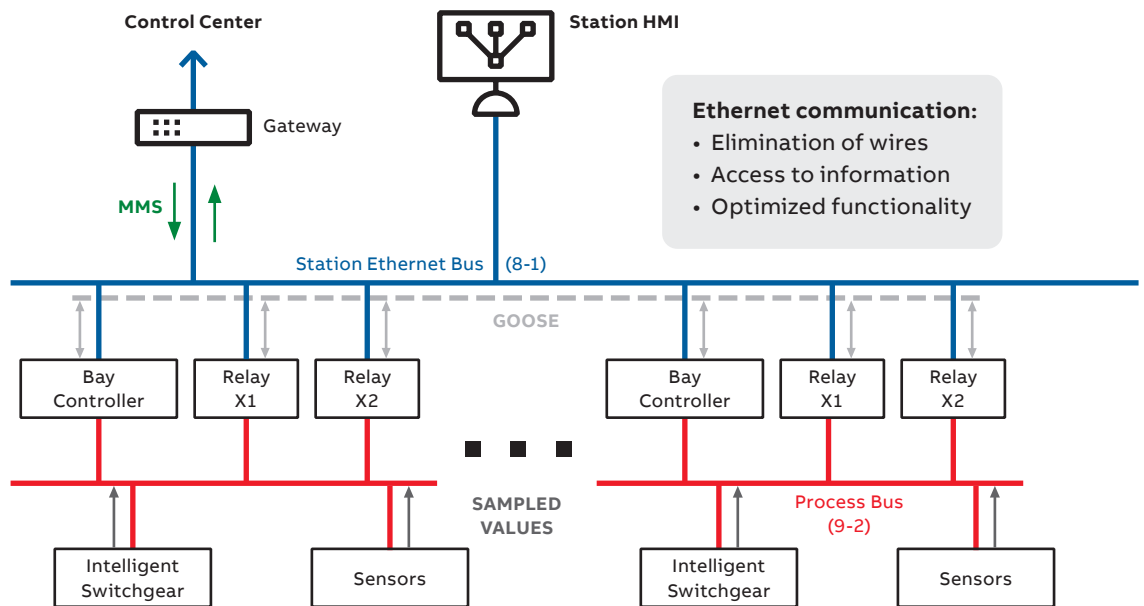 Control Center
Station HMI
Gateway
Ethernet communication:
• Elimination of wires
• Access to information
• Optimized functionality
MMS
Station Ethernet Bus (8-1)
GOOSE
Bay
Controller
Relay
X1
Relay
X2
Bay
Controller
Relay
X1
Relay
X2
SAMPLED
VALUES
Process Bus
(9-2)
Intelligent
Switchgear
Sensors
Intelligent
Switchgear
Sensors